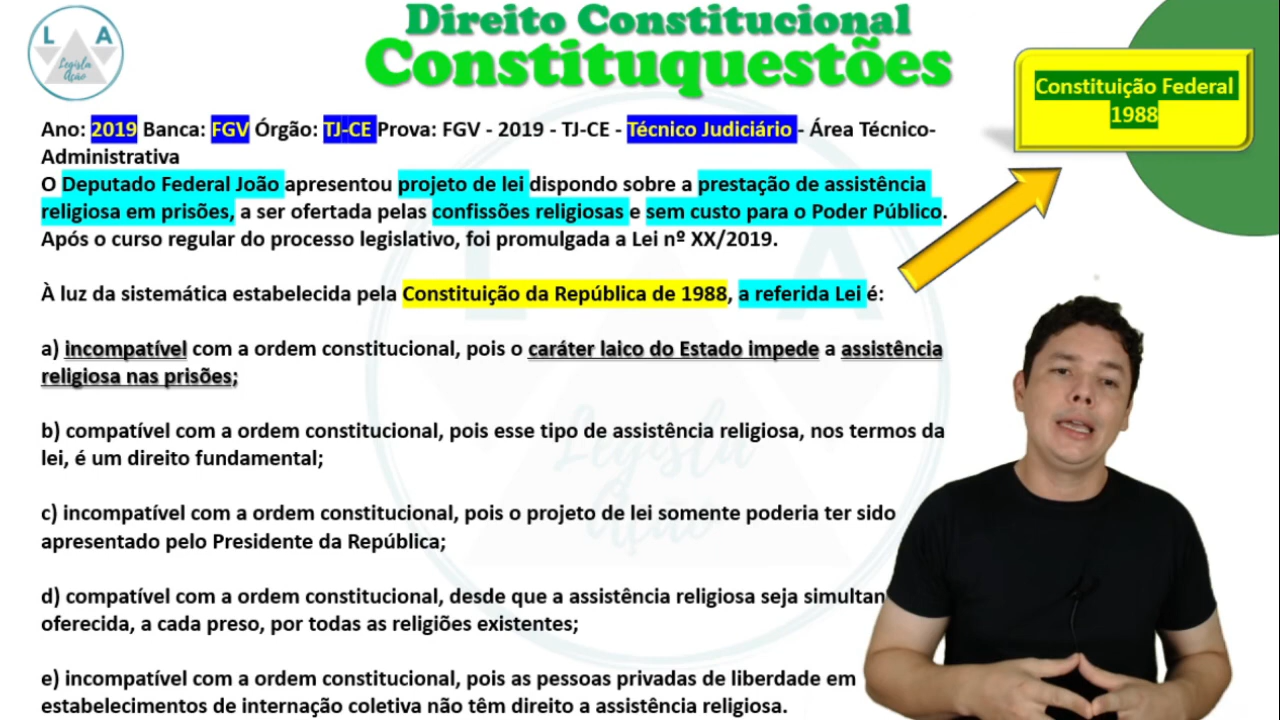 L A
Legisla
Ação
Direito Constitucional
Constituquestões
Constituição Federal
1988
Ano: 2019 Banca: FGV Órgão: TJ-CE Prova: FGV - 2019 - TJ-CE - Técnico Judiciário - Área Técnico-
Administrativa
O Deputado Federal João apresentou projeto de lei dispondo sobre a prestação de assistência
religiosa em prisões, a ser ofertada pelas confissões religiosas e sem custo para o Poder Público.
Após o curso regular do processo legislativo, foi promulgada a Lei nº XX/2019.
À luz da sistemática estabelecida pela Constituição da República de 1988, a referida Lei é:
a) incompatível com a ordem constitucional, pois o caráter laico do Estado impede a assistência
religiosa nas prisões;
b) compatível com a ordem constitucional, pois esse tipo de assistência religiosa, nos termos da
lei, é um direito fundamental;
c) incompatível com a ordem constitucional, pois o projeto de lei somente poderia ter sido
apresentado pelo Presidente da República;
d) compatível com a ordem constitucional, desde que a assistência religiosa seja simultan
oferecida, a cada preso, por todas as religiões existentes;
e) incompatível com a ordem constitucional, pois as pessoas privadas de liberdade em
estabelecimentos de internação coletiva não têm direito a assistência religiosa.